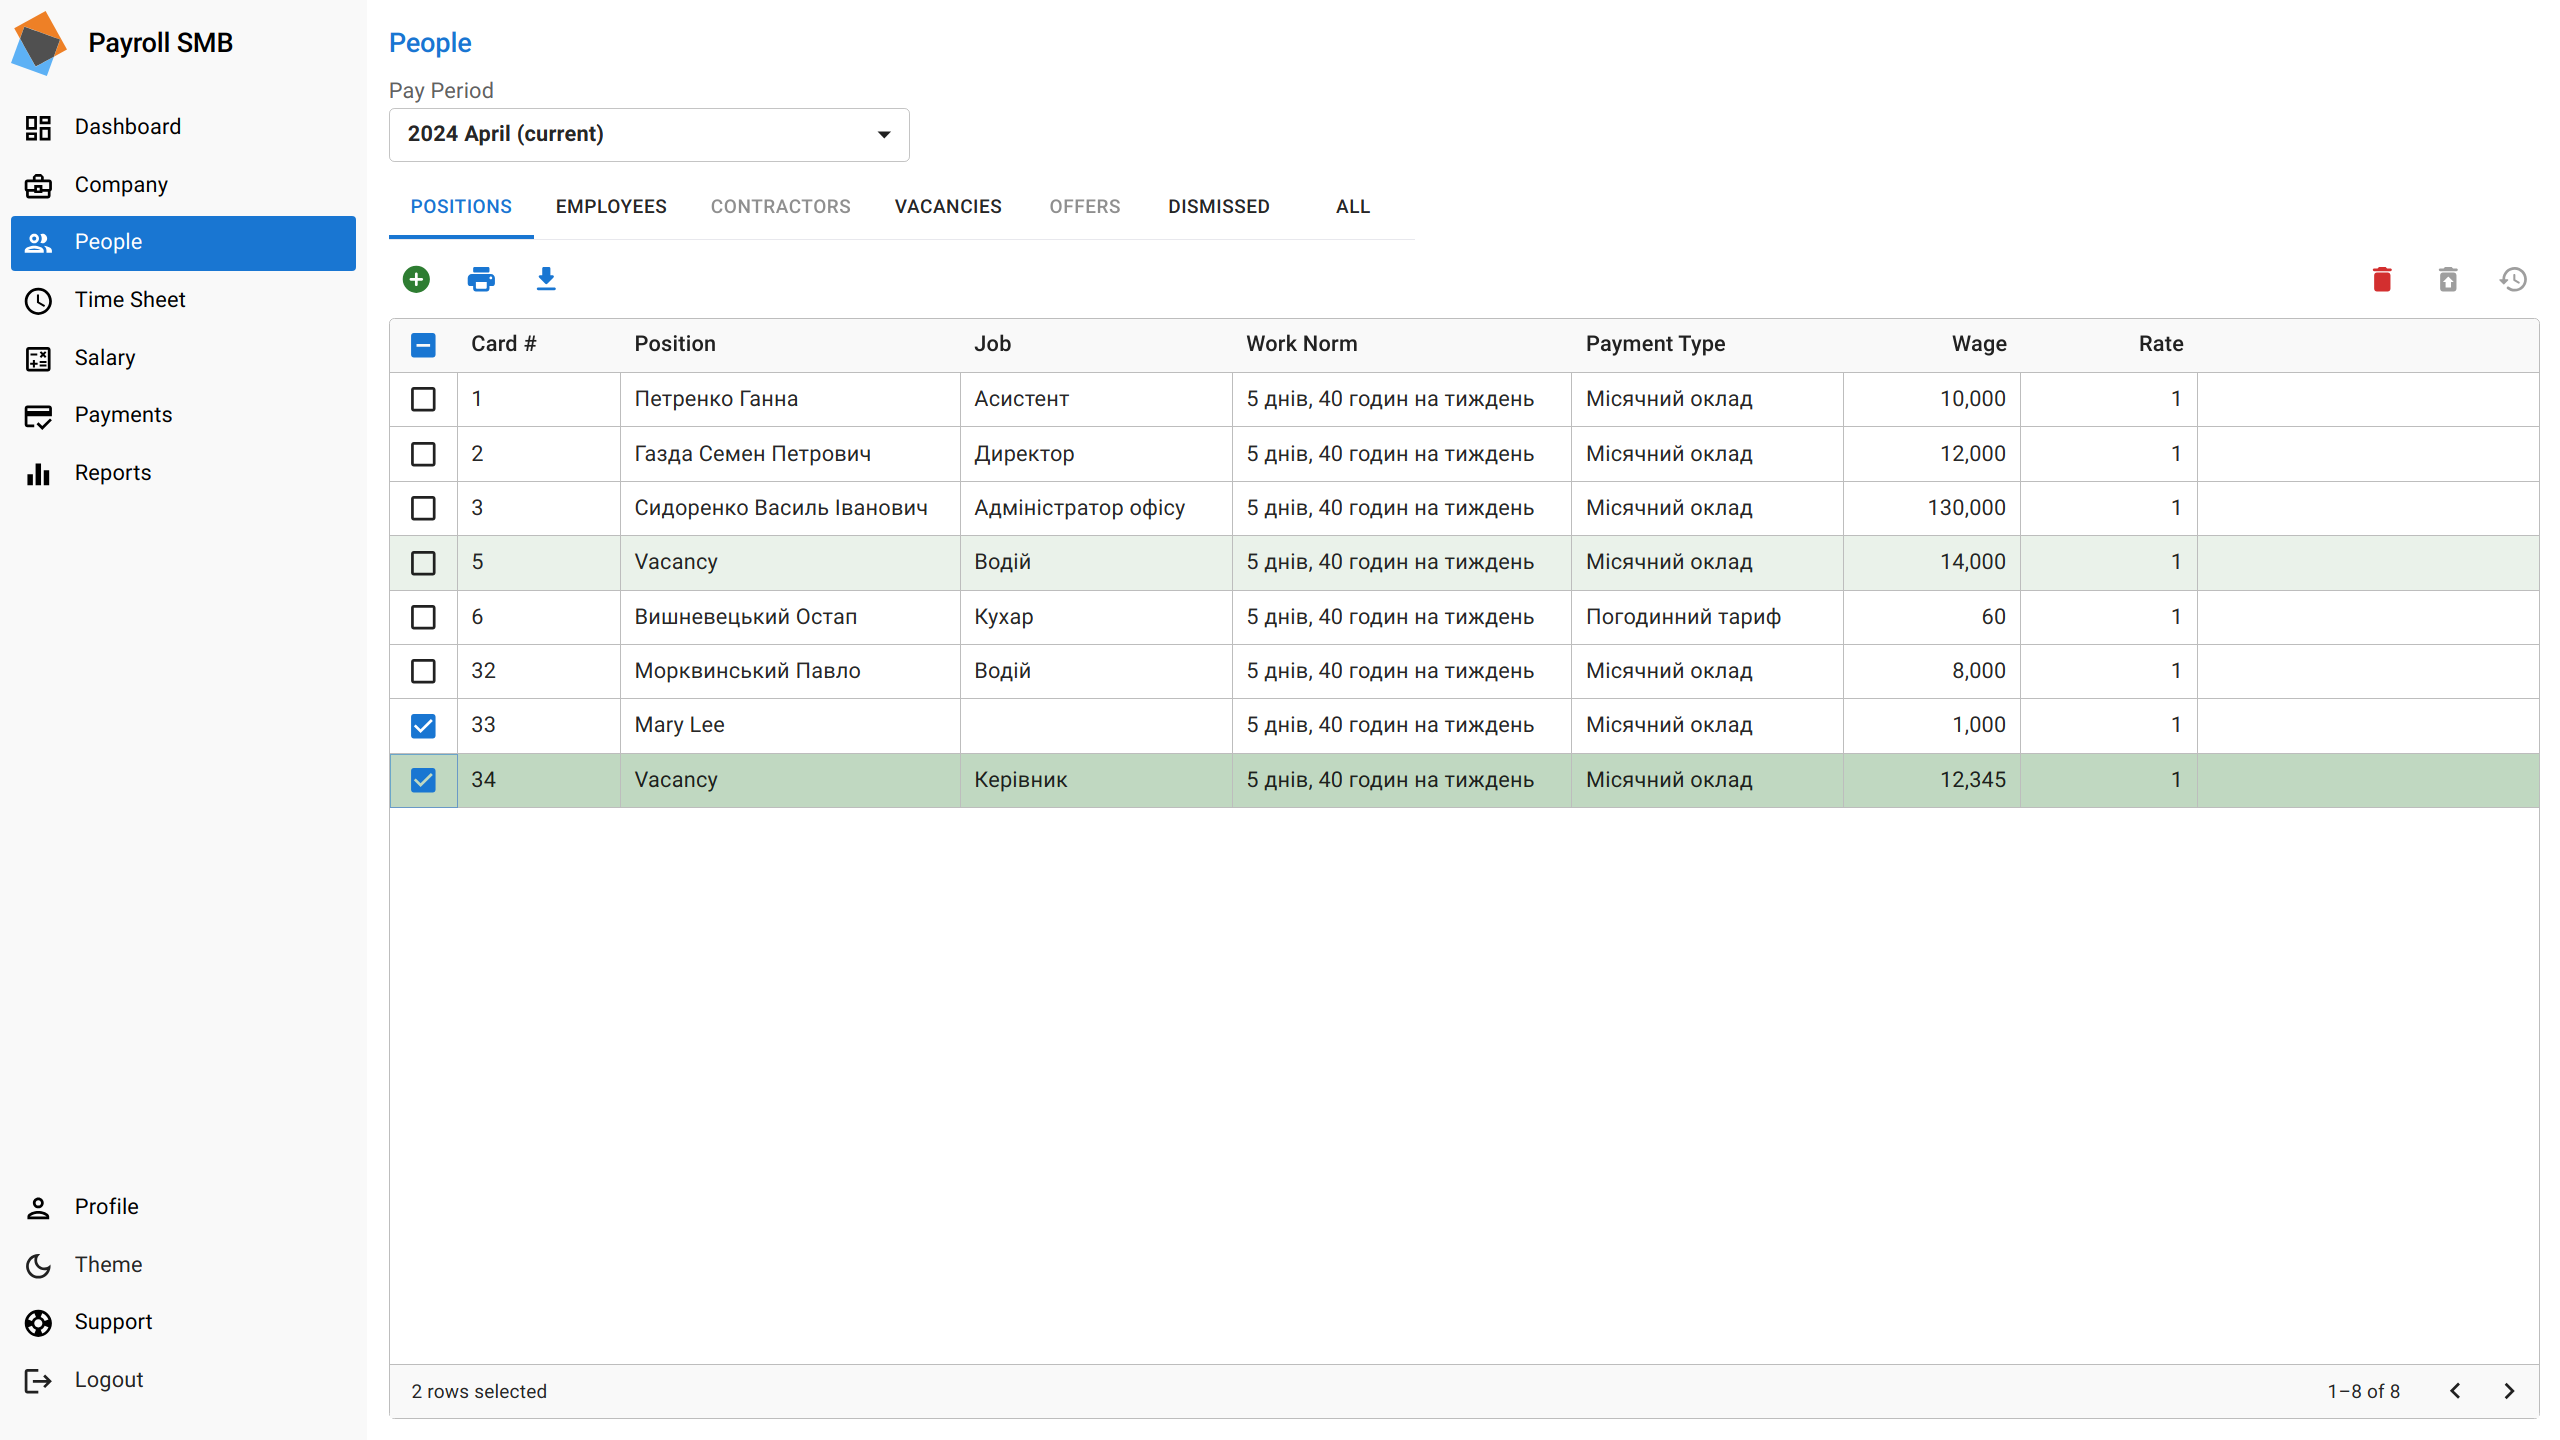 Payroll SMB
Dashboard
Company
People
Time Sheet
Salary
Payments
Reports
Profile
Theme
Support
Logout
People
Pay Period
2024 April (current)
POSITIONS EMPLOYEES CONTRACTORS VACANCIES OFFERS DISMISSED ALL
Card # Position Job Work Norm Payment Type Wage Rate
1 Петренко Ганна Асистент 5 днів, 40 годин на тиждень Місячний оклад 10,000 1
2 Газда Семен Петрович Директор 5 днів, 40 годин на тиждень Місячний оклад 12,000 1
3 Сидоренко Василь Іванович Адміністратор офісу 5 днів, 40 годин на тиждень Місячний оклад 130,000 1
5 Vacancy Водій 5 днів, 40 годин на тиждень Місячний оклад 14,000 1
6 Вишневецький Остап Кухар 5 днів, 40 годин на тиждень Погодинний тариф 60 1
32 Морквинський Павло Водій 5 днів, 40 годин на тиждень Місячний оклад 8,000 1
33 Mary Lee 5 днів, 40 годин на тиждень Місячний оклад 1,000 1
34 Vacancy Керівник 5 днів, 40 годин на тиждень Місячний оклад 12,345 1
2 rows selected
1–8 of 8